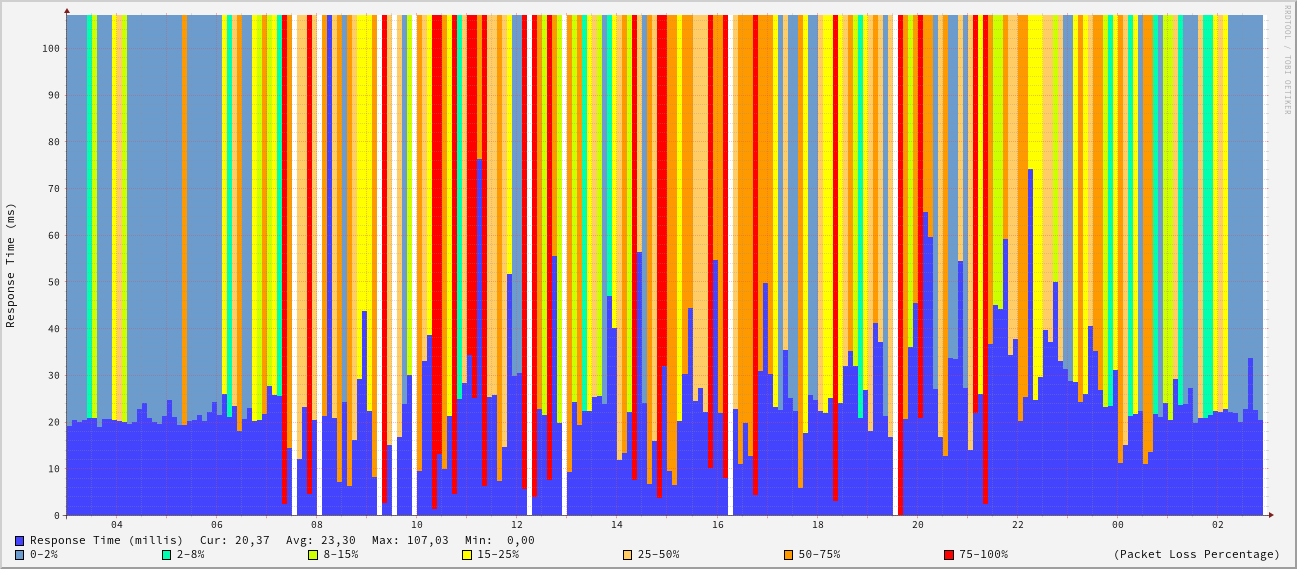 RRDTOOL / TOBI OETIKER
Response Time (ms)
100
90
80
70
60
50
40
30
20
10
0
04 06 08 10 12 14 16 18 20 22 00 02
Response Time (millis) Cur: 20,37 Avg: 23,30 Max: 107,03 Min: 0,00
0-2% 2-8% 8-15% 15-25% 25-50% 50-75% 75-100% (Packet Loss Percentage)